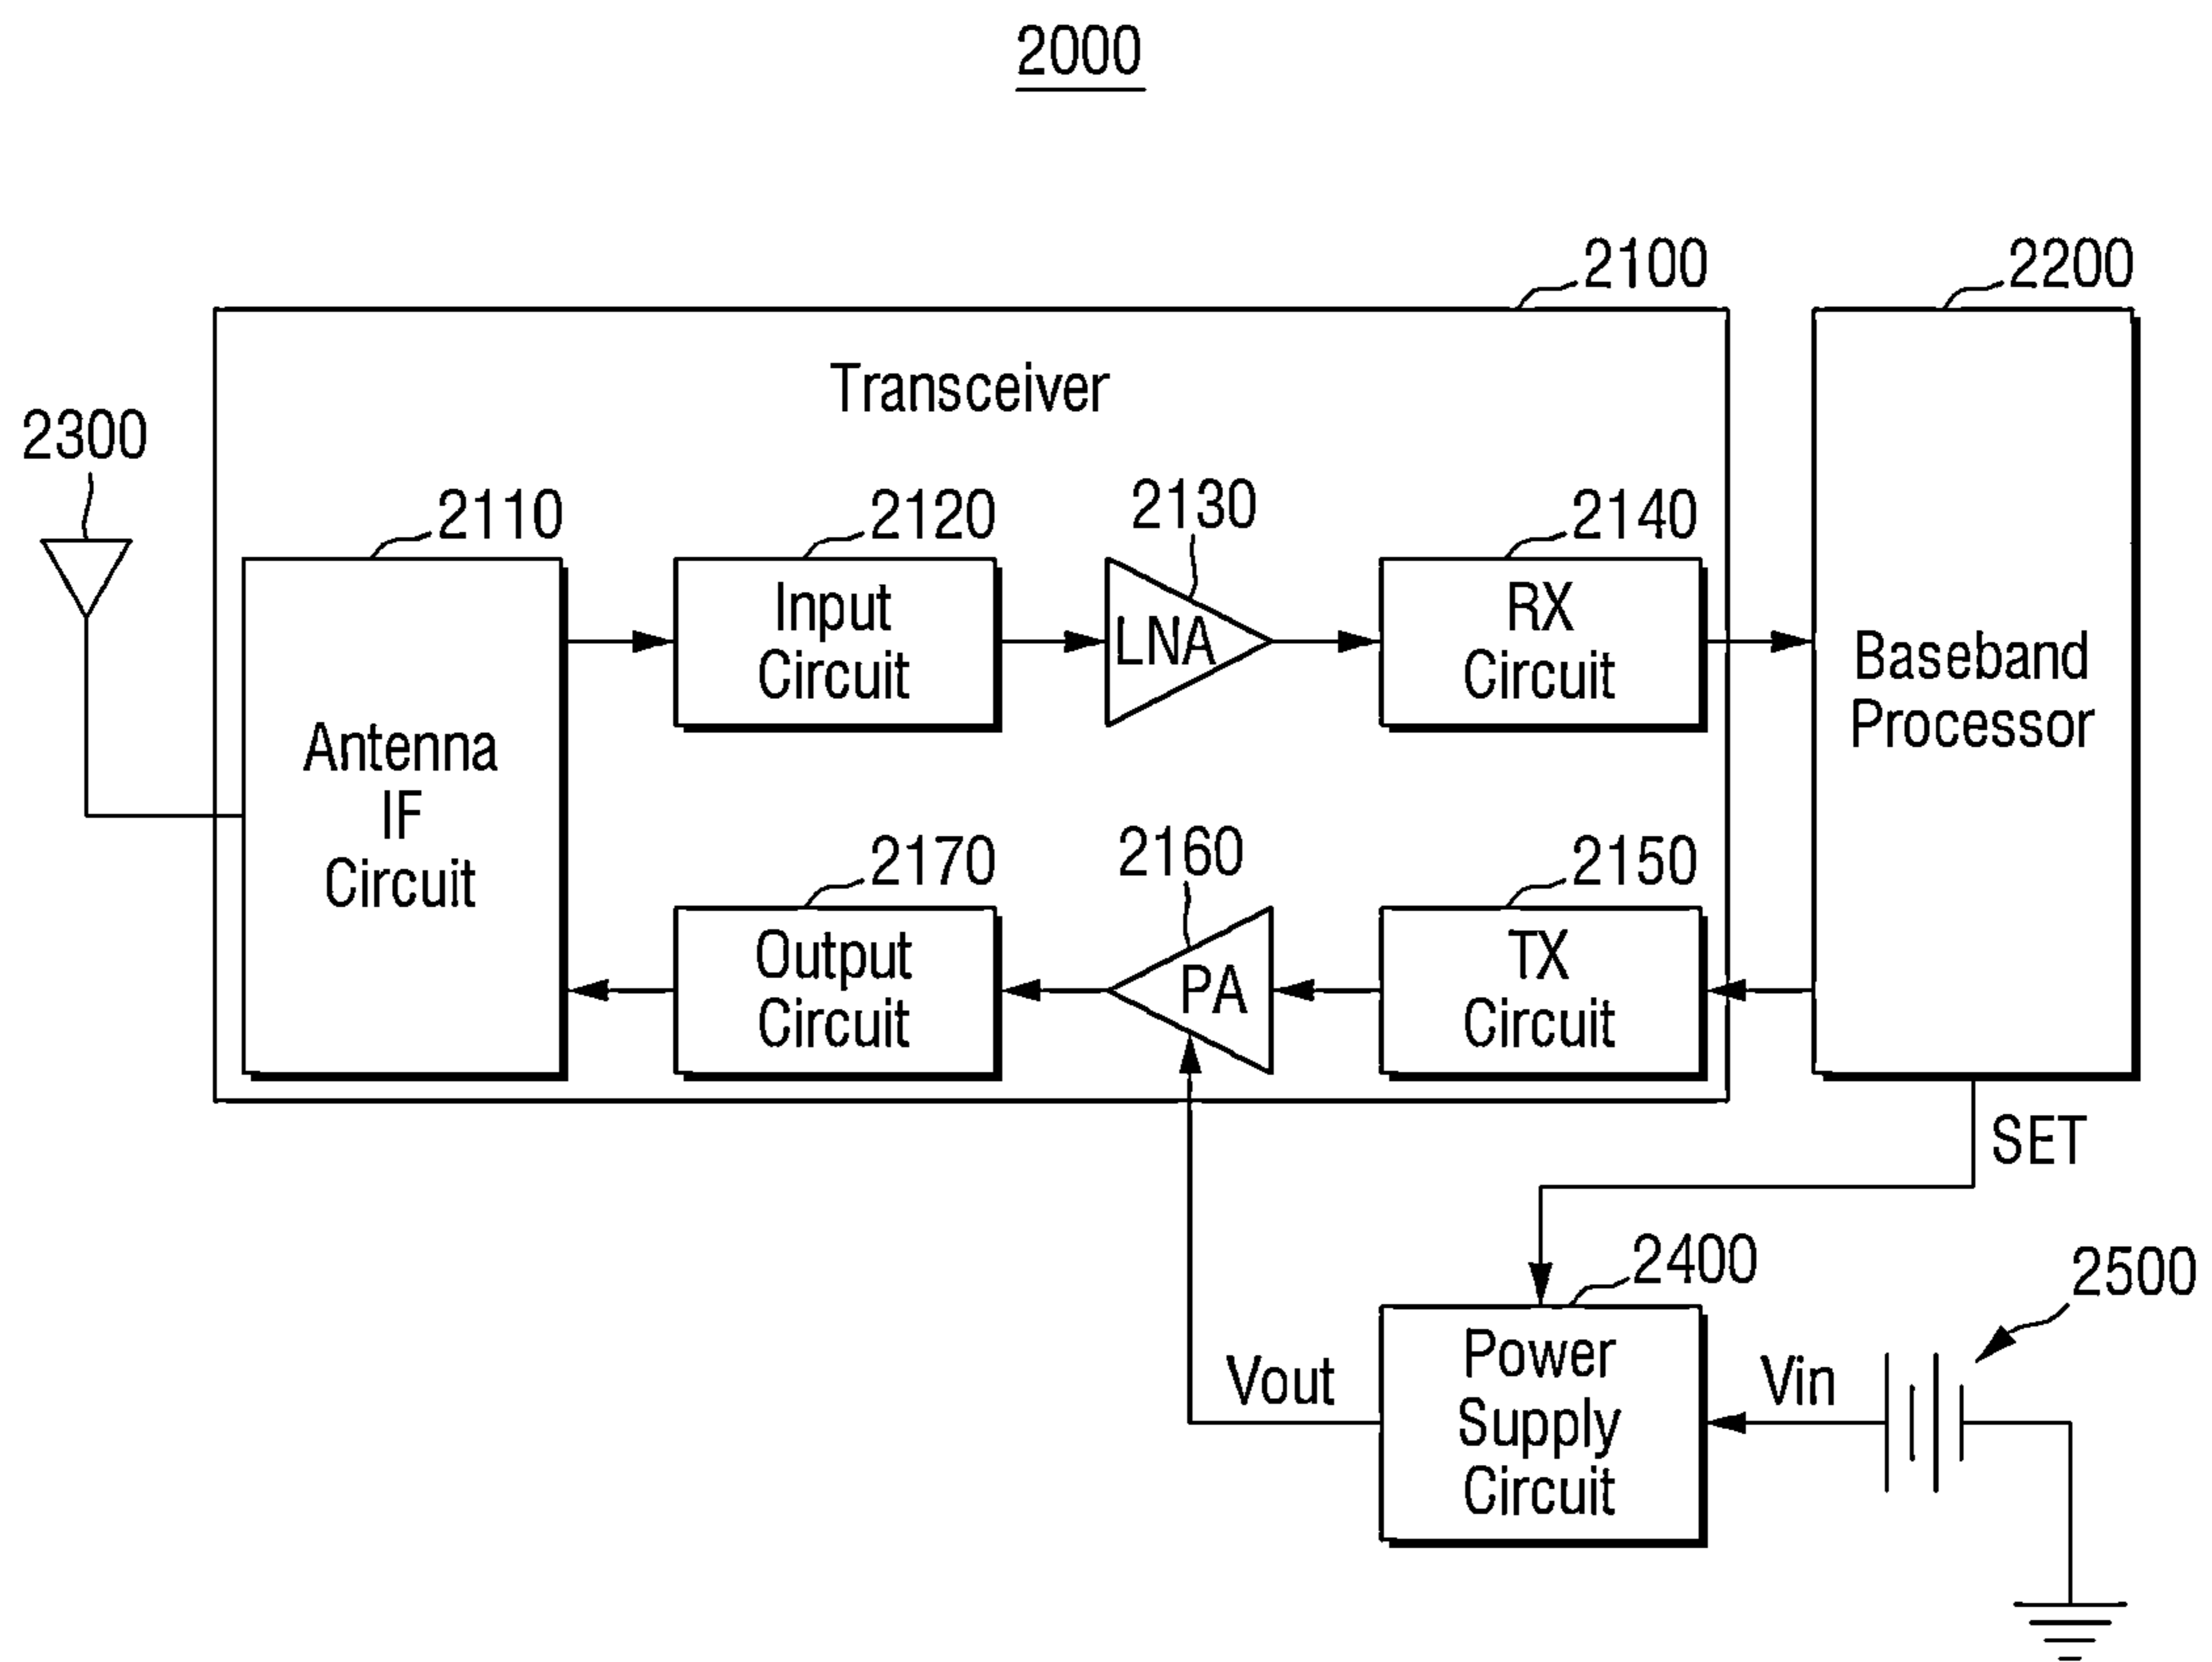 2000
2100
2200
Transceiver
2300
2110
2120
2130
2140
Input
Circuit
LNA
RX
Circuit
Baseband
Processor
Antenna
IF
Circuit
2170
2160
2150
Output
Circuit
PA
TX
Circuit
SET
2400
2500
Vout
Power
Supply
Circuit
Vin